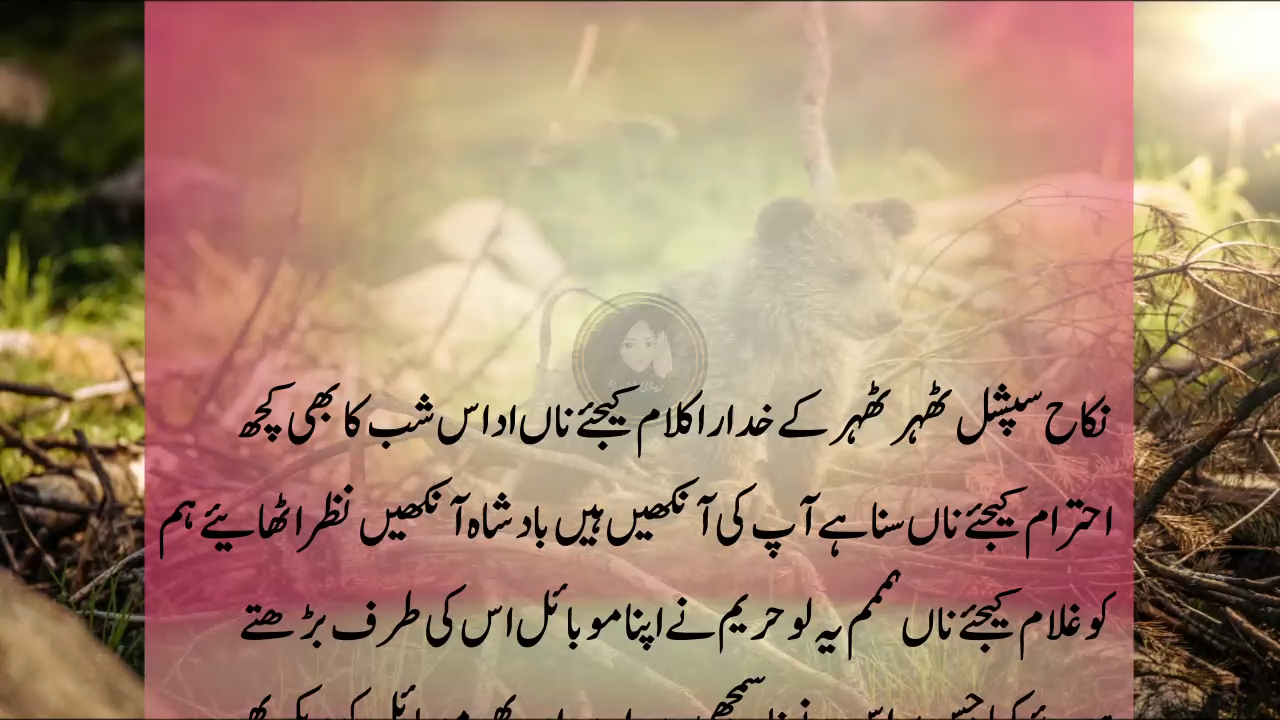 نکاح سپشل ٹھہر ٹھہر کے خدارا کلام کیجئے ناں اداس شب کا بھی کچھ
احترام کیجئے ناں سنا ہے آپ کی آنکھیں ہیں بادشاہ آنکھیں نظر اٹھایئے ہم
کو غلام کیجئے ناں ممم یہ لو حریم نے اپنا موبائل اس کی طرف بڑھتے